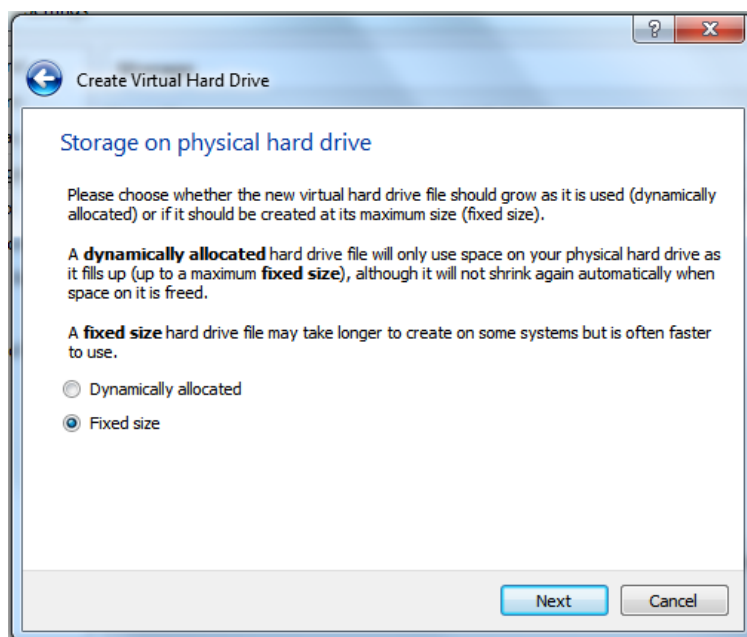 ?
X
Create Virtual Hard Drive
Storage on physical hard drive
Please choose whether the new virtual hard drive file should grow as it is used (dynamically
allocated) or if it should be created at its maximum size (fixed size).
A dynamically allocated hard drive file will only use space on your physical hard drive as
it fills up (up to a maximum fixed size), although it will not shrink again automatically when
space on it is freed.
A fixed size hard drive file may take longer to create on some systems but is often faster
to use.
Dynamically allocated
Fixed size
Next
Cancel